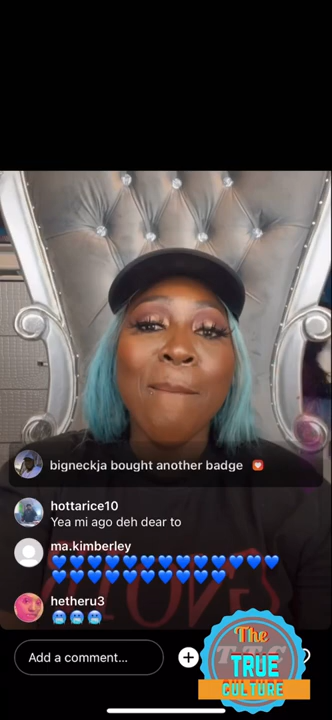 bigneckja bought another badge
hottarice10
Yea mi ago deh dear to
ma.kimberley
💙💙💙💙💙💙💙💙💙💙💙💙💙
💙💙💙💙💙💙💙💙💙💙
hetheru3
🥶🥶🥶
LOVE
Add a comment...
The
T.T.C
TRUE
CULTURE